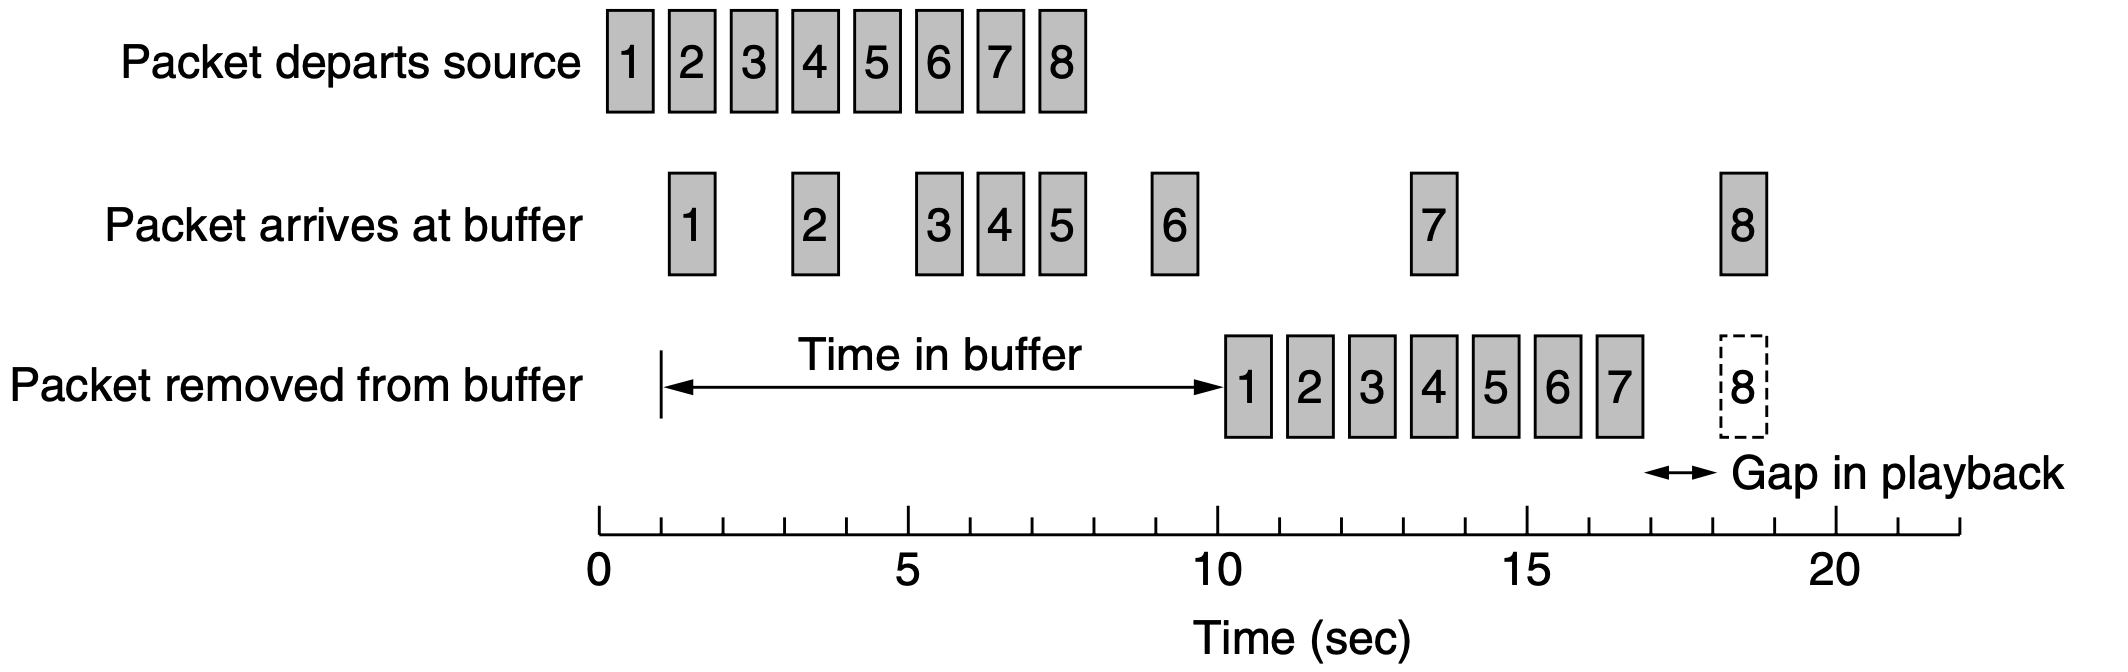 Packet departs source 1 2 3 4 5 6 7 8
Packet arrives at buffer 1 2 3 4 5 6 7 8
Time in buffer
Packet removed from buffer 1 2 3 4 5 6 7 8
Gap in playback
0 5 10 15 20
Time (sec)